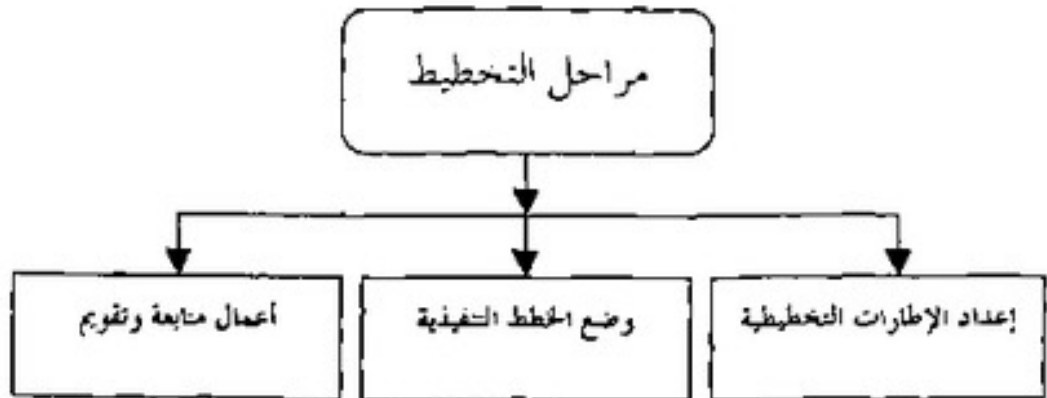 مراحل التخطيط
إعداد الإطارات التخطيطية
وضع الخطط التنفيذية
أعمال متابعة وتقويم